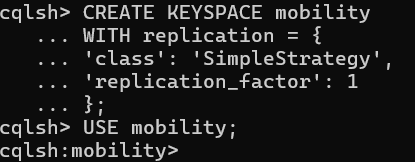 cqlsh> CREATE KEYSPACE mobility
   ... WITH replication = {
   ... 'class': 'SimpleStrategy',
   ... 'replication_factor': 1
   ... };
cqlsh> USE mobility;
cqlsh:mobility>